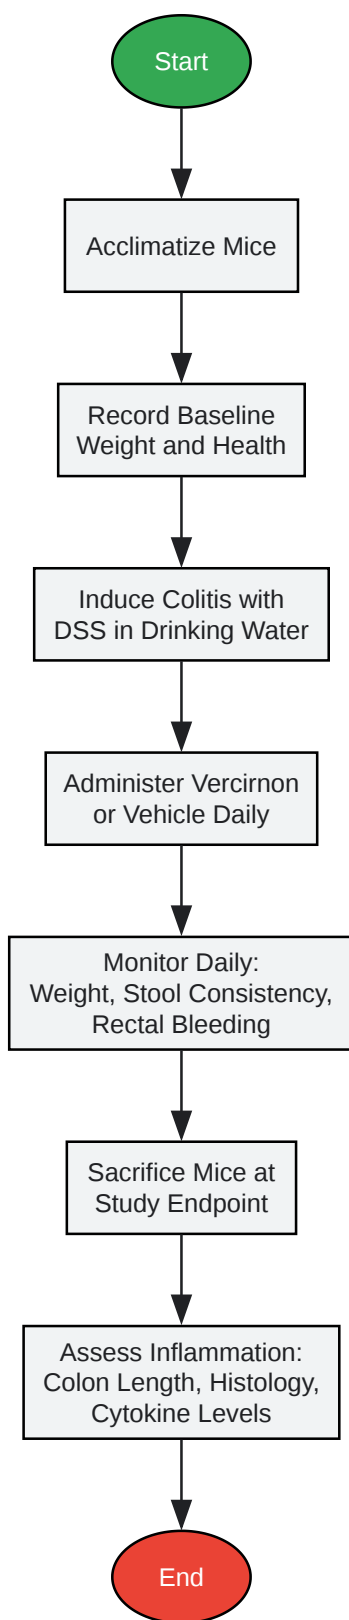 Start
Acclimatize Mice
Record Baseline
Weight and Health
Induce Colitis with
DSS in Drinking Water
Administer Vercirnon
or Vehicle Daily
Monitor Daily:
Weight, Stool Consistency,
Rectal Bleeding
Sacrifice Mice at
Study Endpoint
Assess Inflammation:
Colon Length, Histology,
Cytokine Levels
End